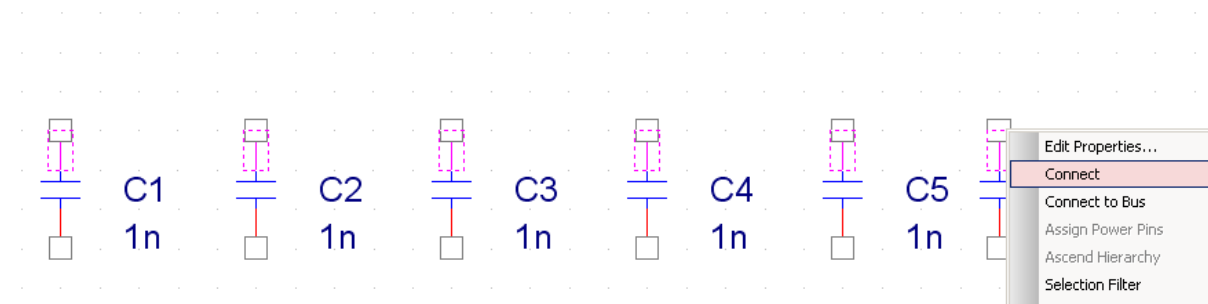 C1
1n
C2
1n
C3
1n
C4
1n
C5
1n
Edit Properties...
Connect
Connect to Bus
Assign Power Pins
Ascend Hierarchy
Selection Filter